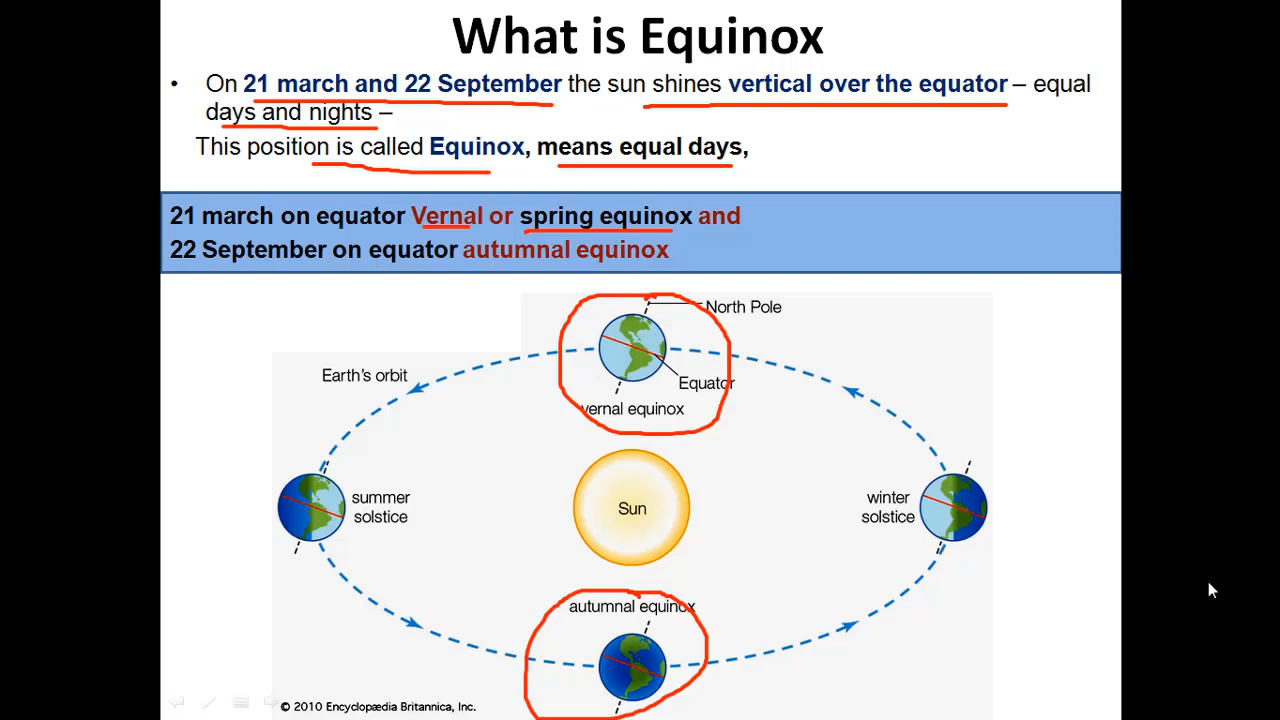 What is Equinox
• On 21 march and 22 September the sun shines vertical over the equator – equal
days and nights –
This position is called Equinox, means equal days,
21 march on equator Vernal or spring equinox and
22 September on equator autumnal equinox
North Pole
Earth's orbit
Equator
vernal equinox
summer
solstice
Sun
winter
solstice
autumnal equinox
© 2010 Encyclopædia Britannica, Inc.